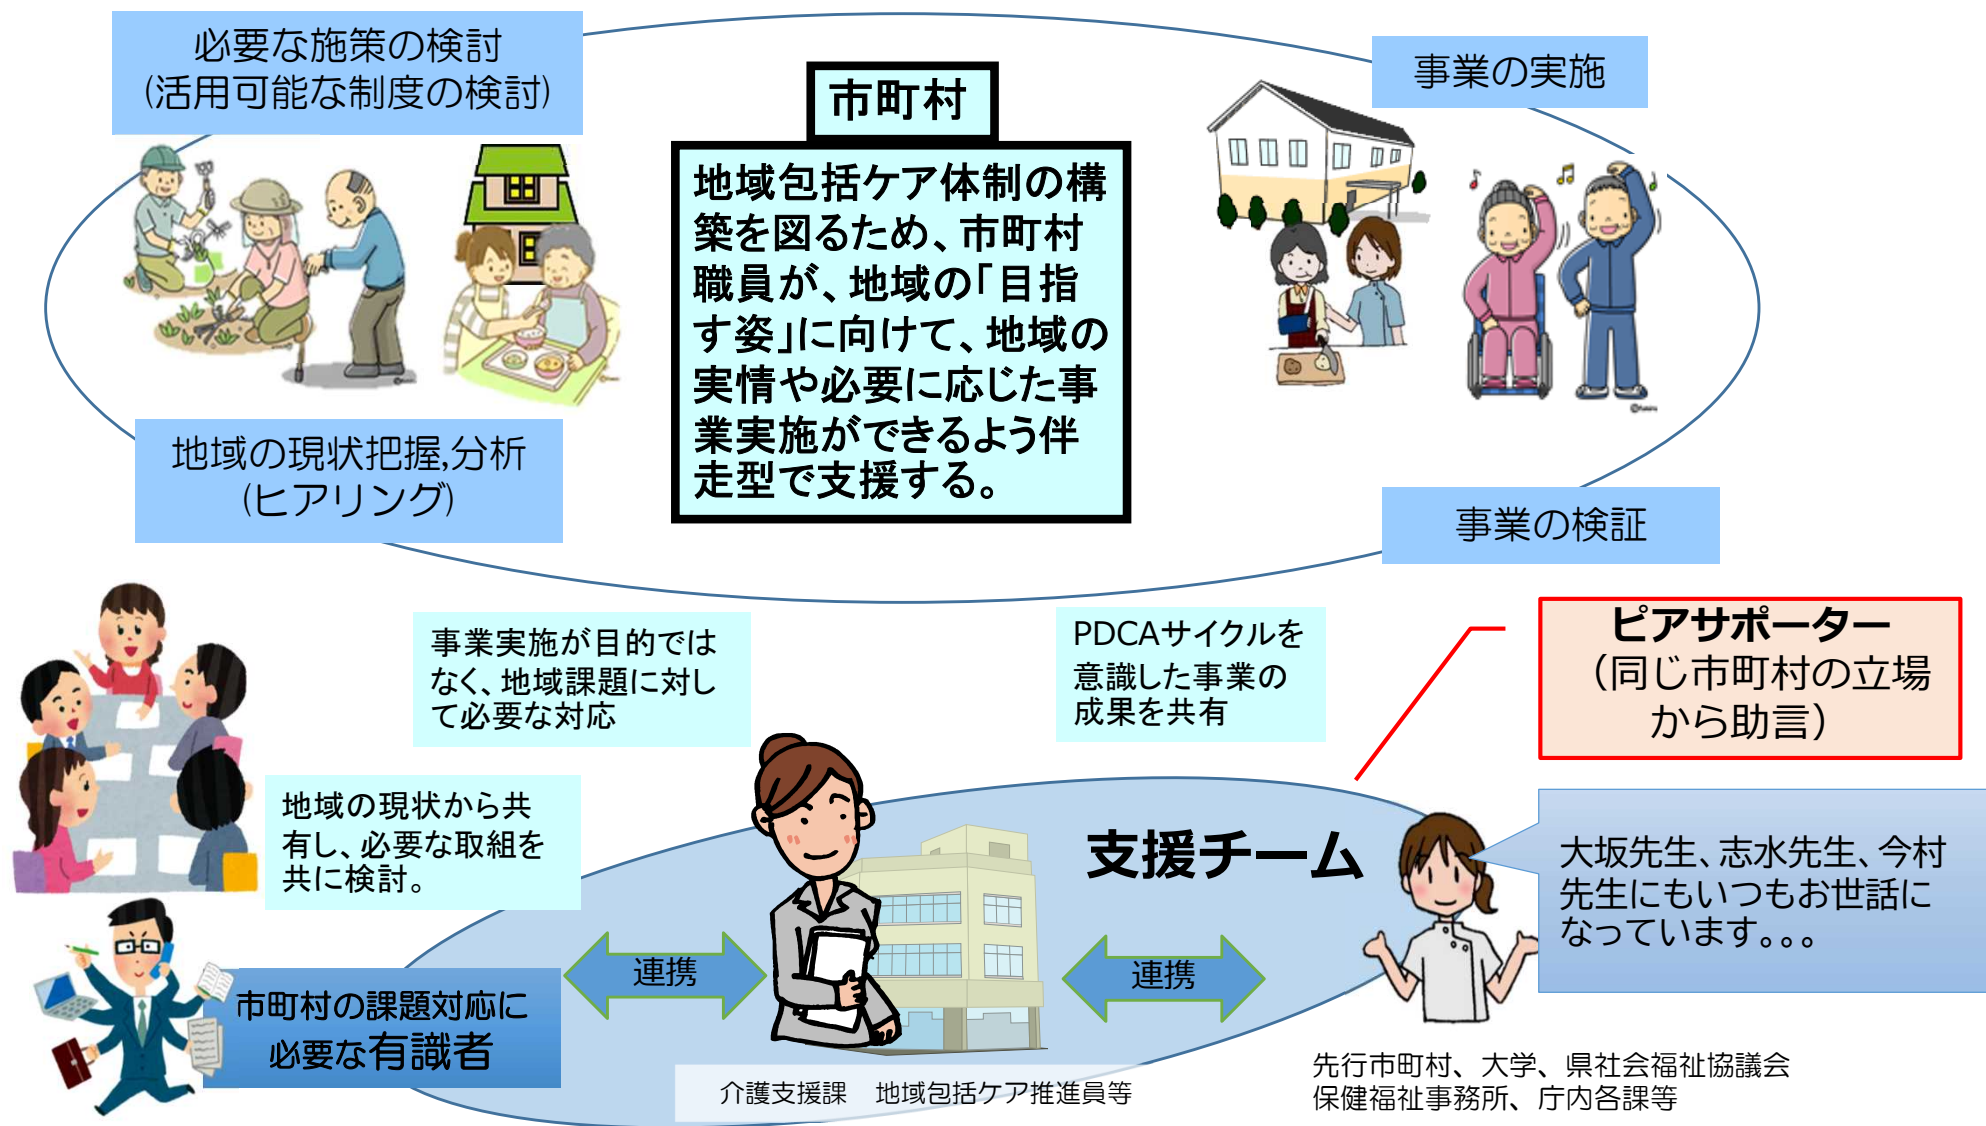 必要な施策の検討
(活用可能な制度の検討)
市町村
事業の実施
地域包括ケア体制の構
築を図るため、市町村
職員が、地域の「目指
す姿」に向けて、地域の
実情や必要に応じた事
業実施ができるよう伴
走型で支援する。
地域の現状把握,分析
(ヒアリング)
事業の検証
事業実施が目的では
なく、地域課題に対し
て必要な対応
PDCAサイクルを
意識した事業の
成果を共有
ピアサポーター
(同じ市町村の立場
から助言)
地域の現状から共
有し、必要な取組を
共に検討。
支援チーム
大坂先生、志水先生、今村
先生にもいつもお世話に
なっています。。。
連携
連携
市町村の課題対応に
必要な有識者
介護支援課　地域包括ケア推進員等
先行市町村、大学、県社会福祉協議会
保健福祉事務所、庁内各課等